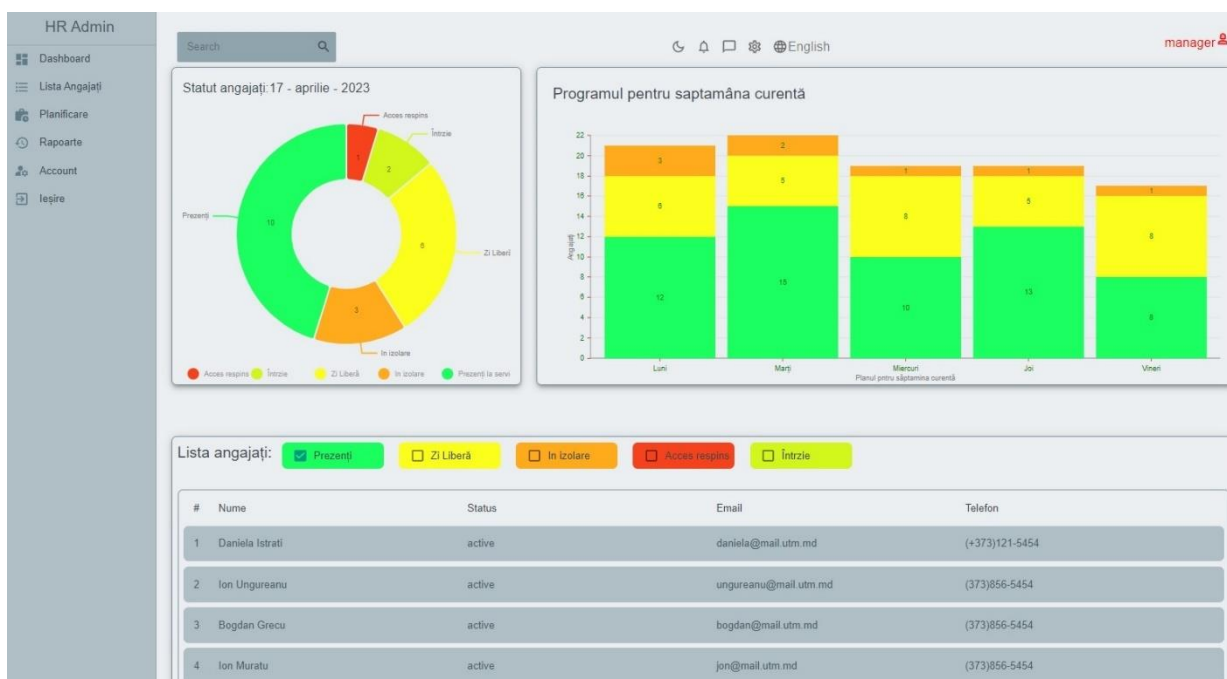 HR Admin
Dashboard
Lista Angajați
Planificare
Rapoarte
Account
Ieșire
Search
English
manager
Statut angajați:17 - aprilie - 2023
Acces respins
Întrzie
1
2
Prezenți
10
6
Zi Liberă
3
In izolare
Acces respins Întrzie Zi Liberă In izolare Prezenți la servi
Programul pentru saptamâna curentă
22
20
18
16
14
12
10
8
6
4
2
0
Angajați
3 2 1 1 1
6 5 8 5 8
12 15 10 13 8
Luni Marți Miercuri Joi Vineri
Planul pntru săptamina curentă
Lista angajați: Prezenți Zi Liberă In izolare Acces respins Întrzie
# Nume Status Email Telefon
1 Daniela Istrati active daniela@mail.utm.md (+373)121-5454
2 Ion Ungureanu active ungureanu@mail.utm.md (373)856-5454
3 Bogdan Grecu active bogdan@mail.utm.md (373)856-5454
4 Ion Muratu active jon@mail.utm.md (373)856-5454